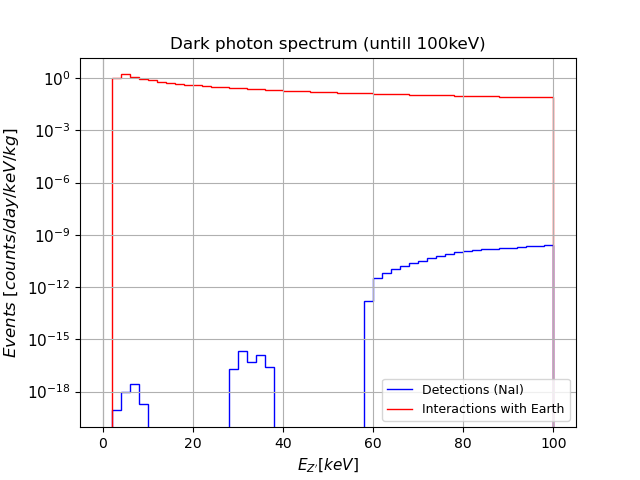 Dark photon spectrum (untill 100keV)
Events [counts/day/keV/kg]
10^0
10^-3
10^-6
10^-9
10^-12
10^-15
10^-18
0 20 40 60 80 100
E_Z'[keV]
Detections (NaI)
Interactions with Earth